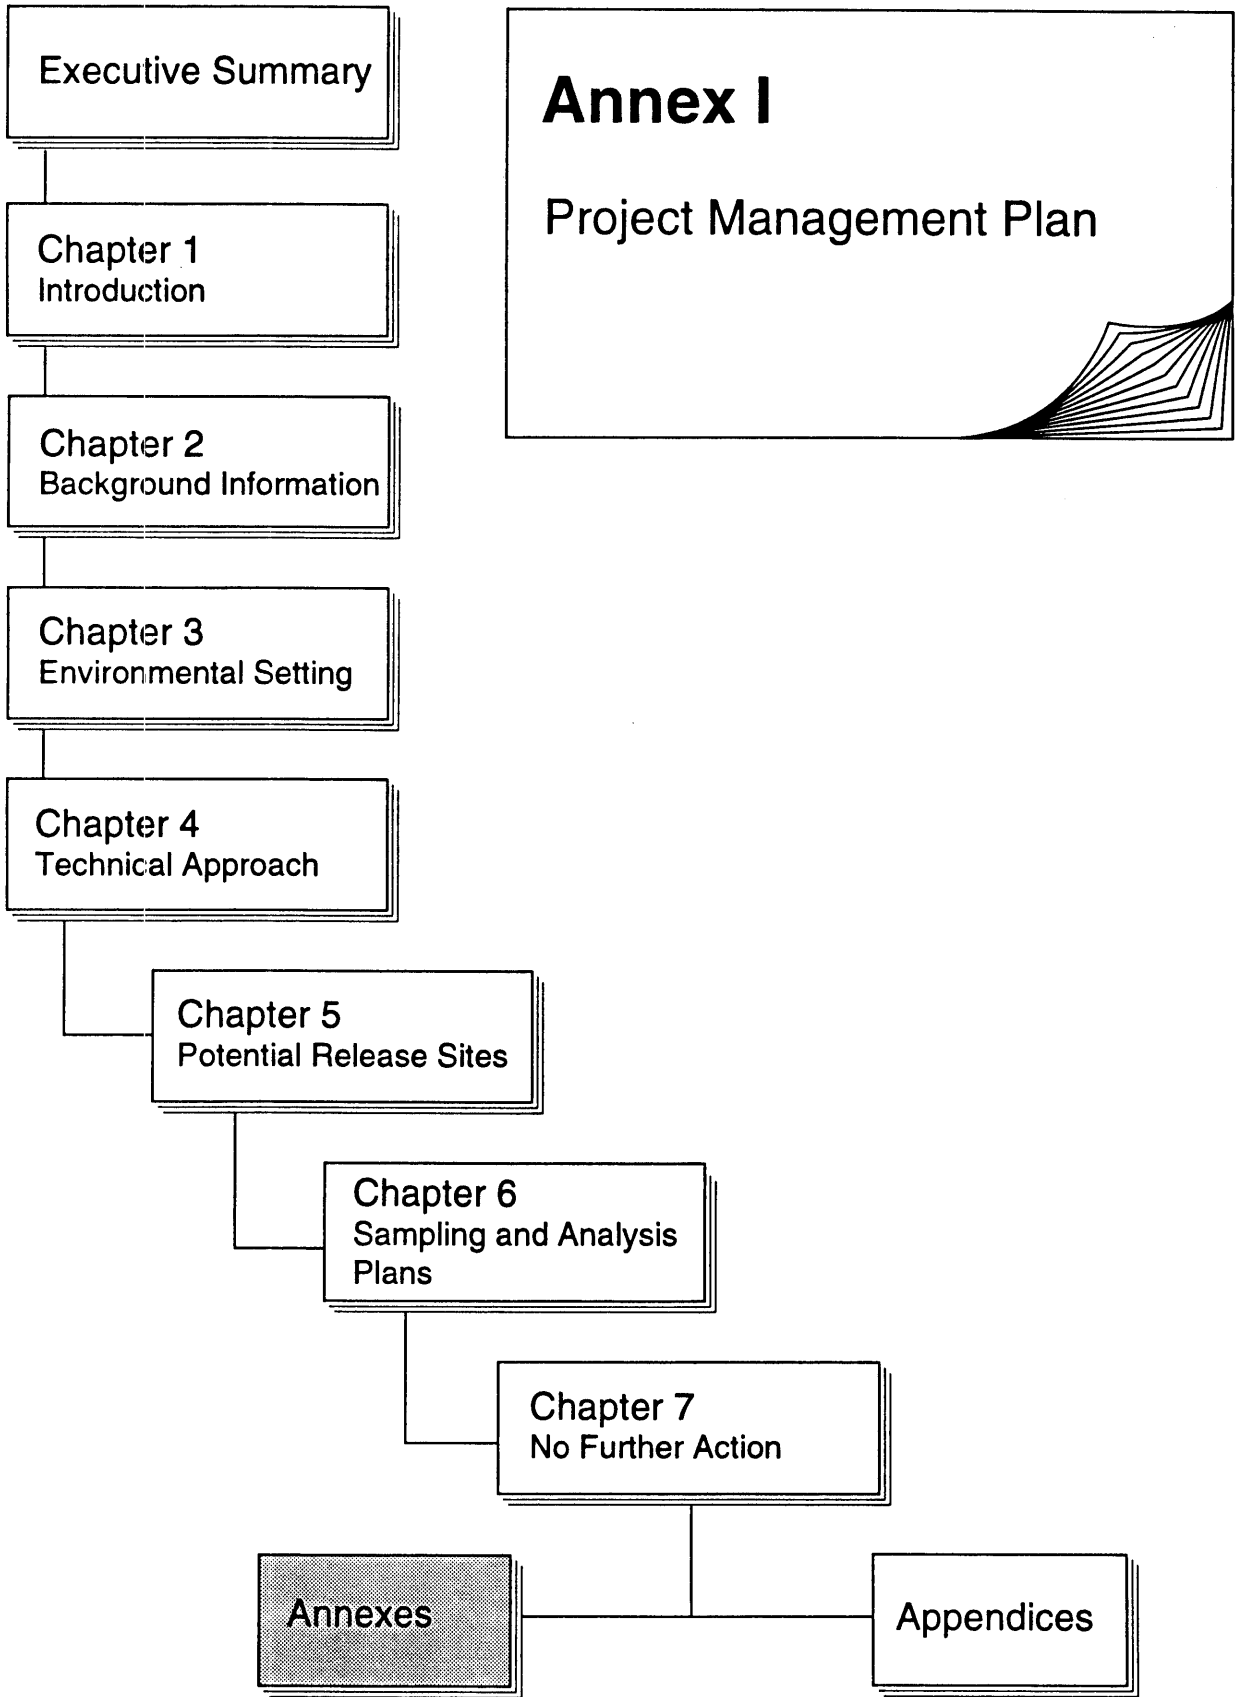 Executive Summary
Annex I
Project Management Plan
Chapter 1
Introduction
Chapter 2
Background Information
Chapter 3
Environmental Setting
Chapter 4
Technical Approach
Chapter 5
Potential Release Sites
Chapter 6
Sampling and Analysis
Plans
Chapter 7
No Further Action
Annexes
Appendices